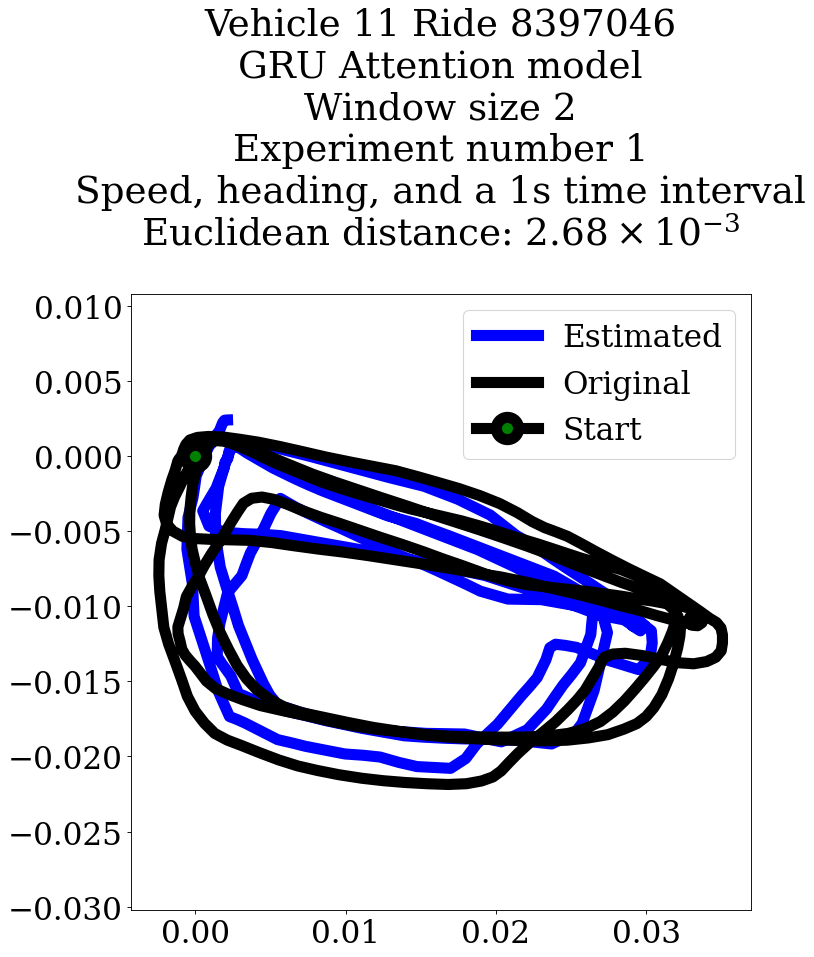 Vehicle 11 Ride 8397046
GRU Attention model
Window size 2
Experiment number 1
Speed, heading, and a 1s time interval
Euclidean distance: 2.68 × 10⁻³
Estimated
Original
Start
0.010
0.005
0.000
−0.005
−0.010
−0.015
−0.020
−0.025
−0.030
0.00 0.01 0.02 0.03